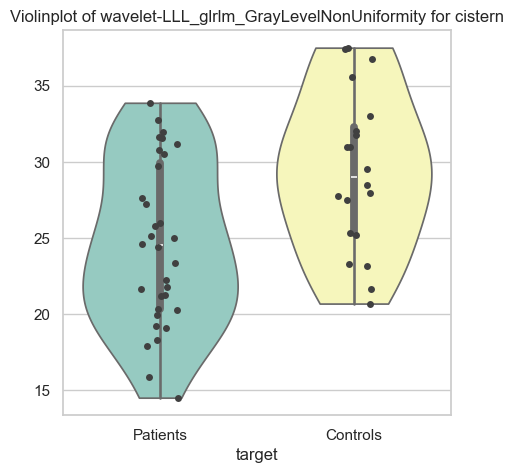 Violinplot of wavelet-LLL_glrlm_GrayLevelNonUniformity for cistern
35
30
25
20
15
Patients Controls
target